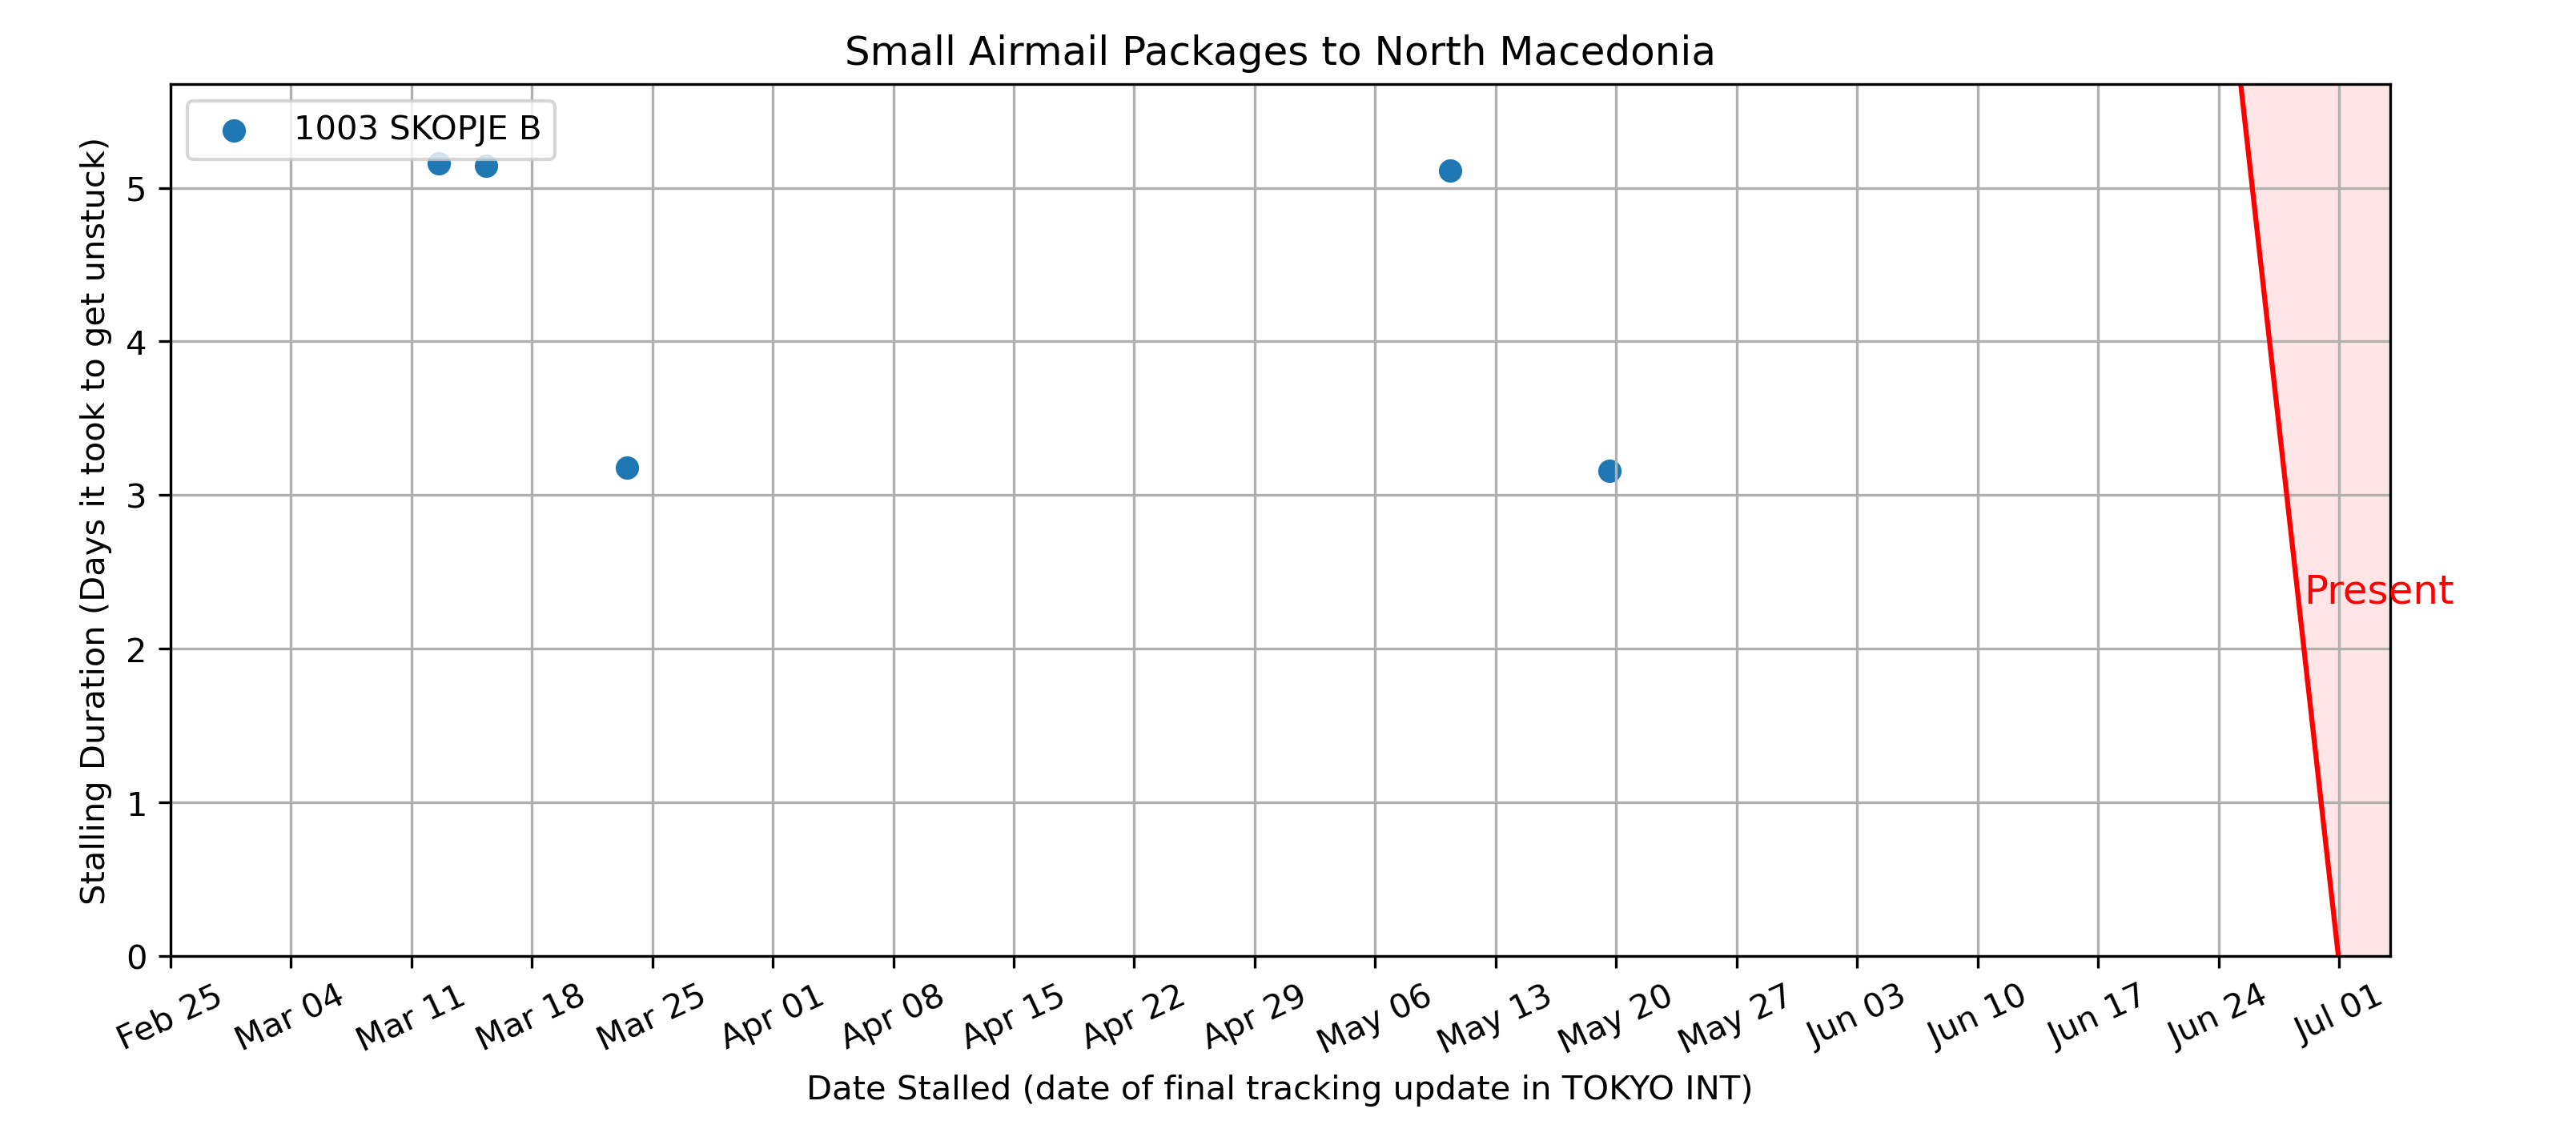 Small Airmail Packages to North Macedonia
1003 SKOPJE B
Stalling Duration (Days it took to get unstuck)
5
4
3
2
1
0
Present
Feb 25
Mar 04
Mar 11
Mar 18
Mar 25
Apr 01
Apr 08
Apr 15
Apr 22
Apr 29
May 06
May 13
May 20
May 27
Jun 03
Jun 10
Jun 17
Jun 24
Jul 01
Date Stalled (date of final tracking update in TOKYO INT)